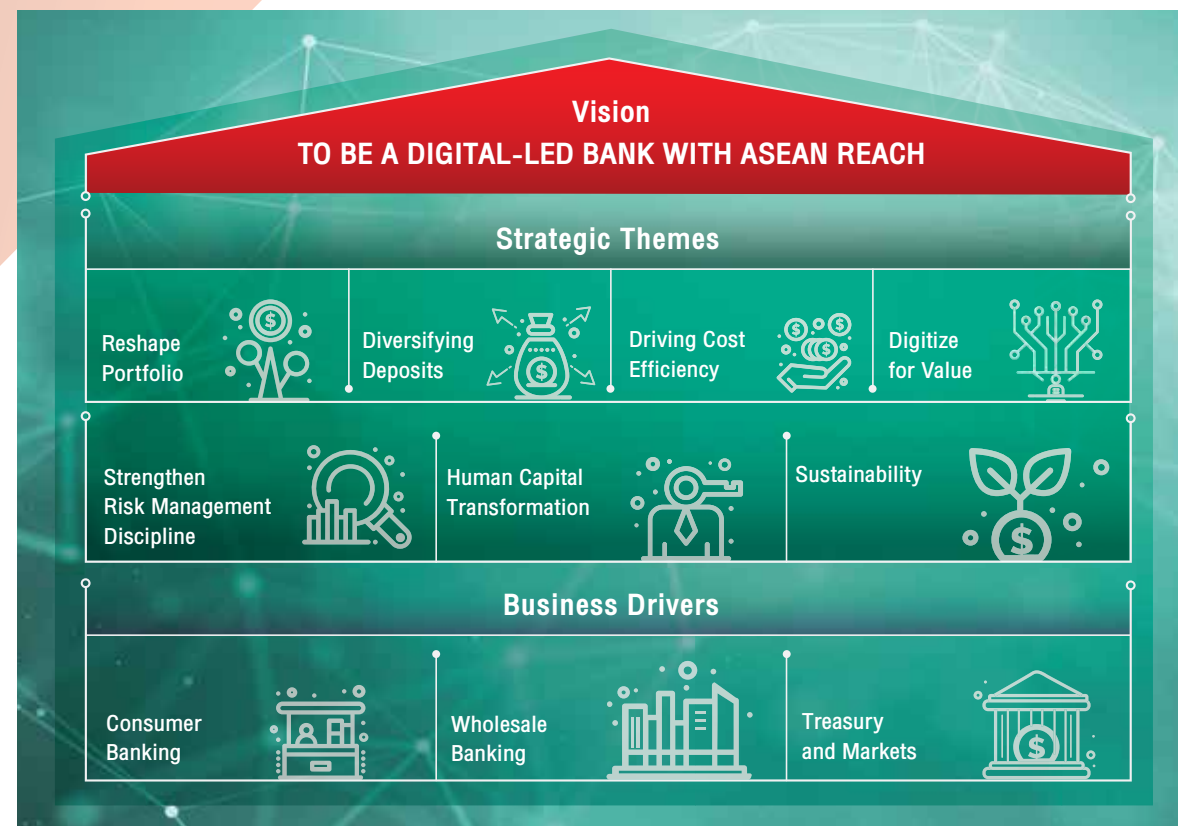 Vision
TO BE A DIGITAL-LED BANK WITH ASEAN REACH
Strategic Themes
Reshape
Portfolio
Diversifying
Deposits
Driving Cost
Efficiency
Digitize
for Value
Strengthen
Risk Management
Discipline
Human Capital
Transformation
Sustainability
Business Drivers
Consumer
Banking
Wholesale
Banking
Treasury
and Markets